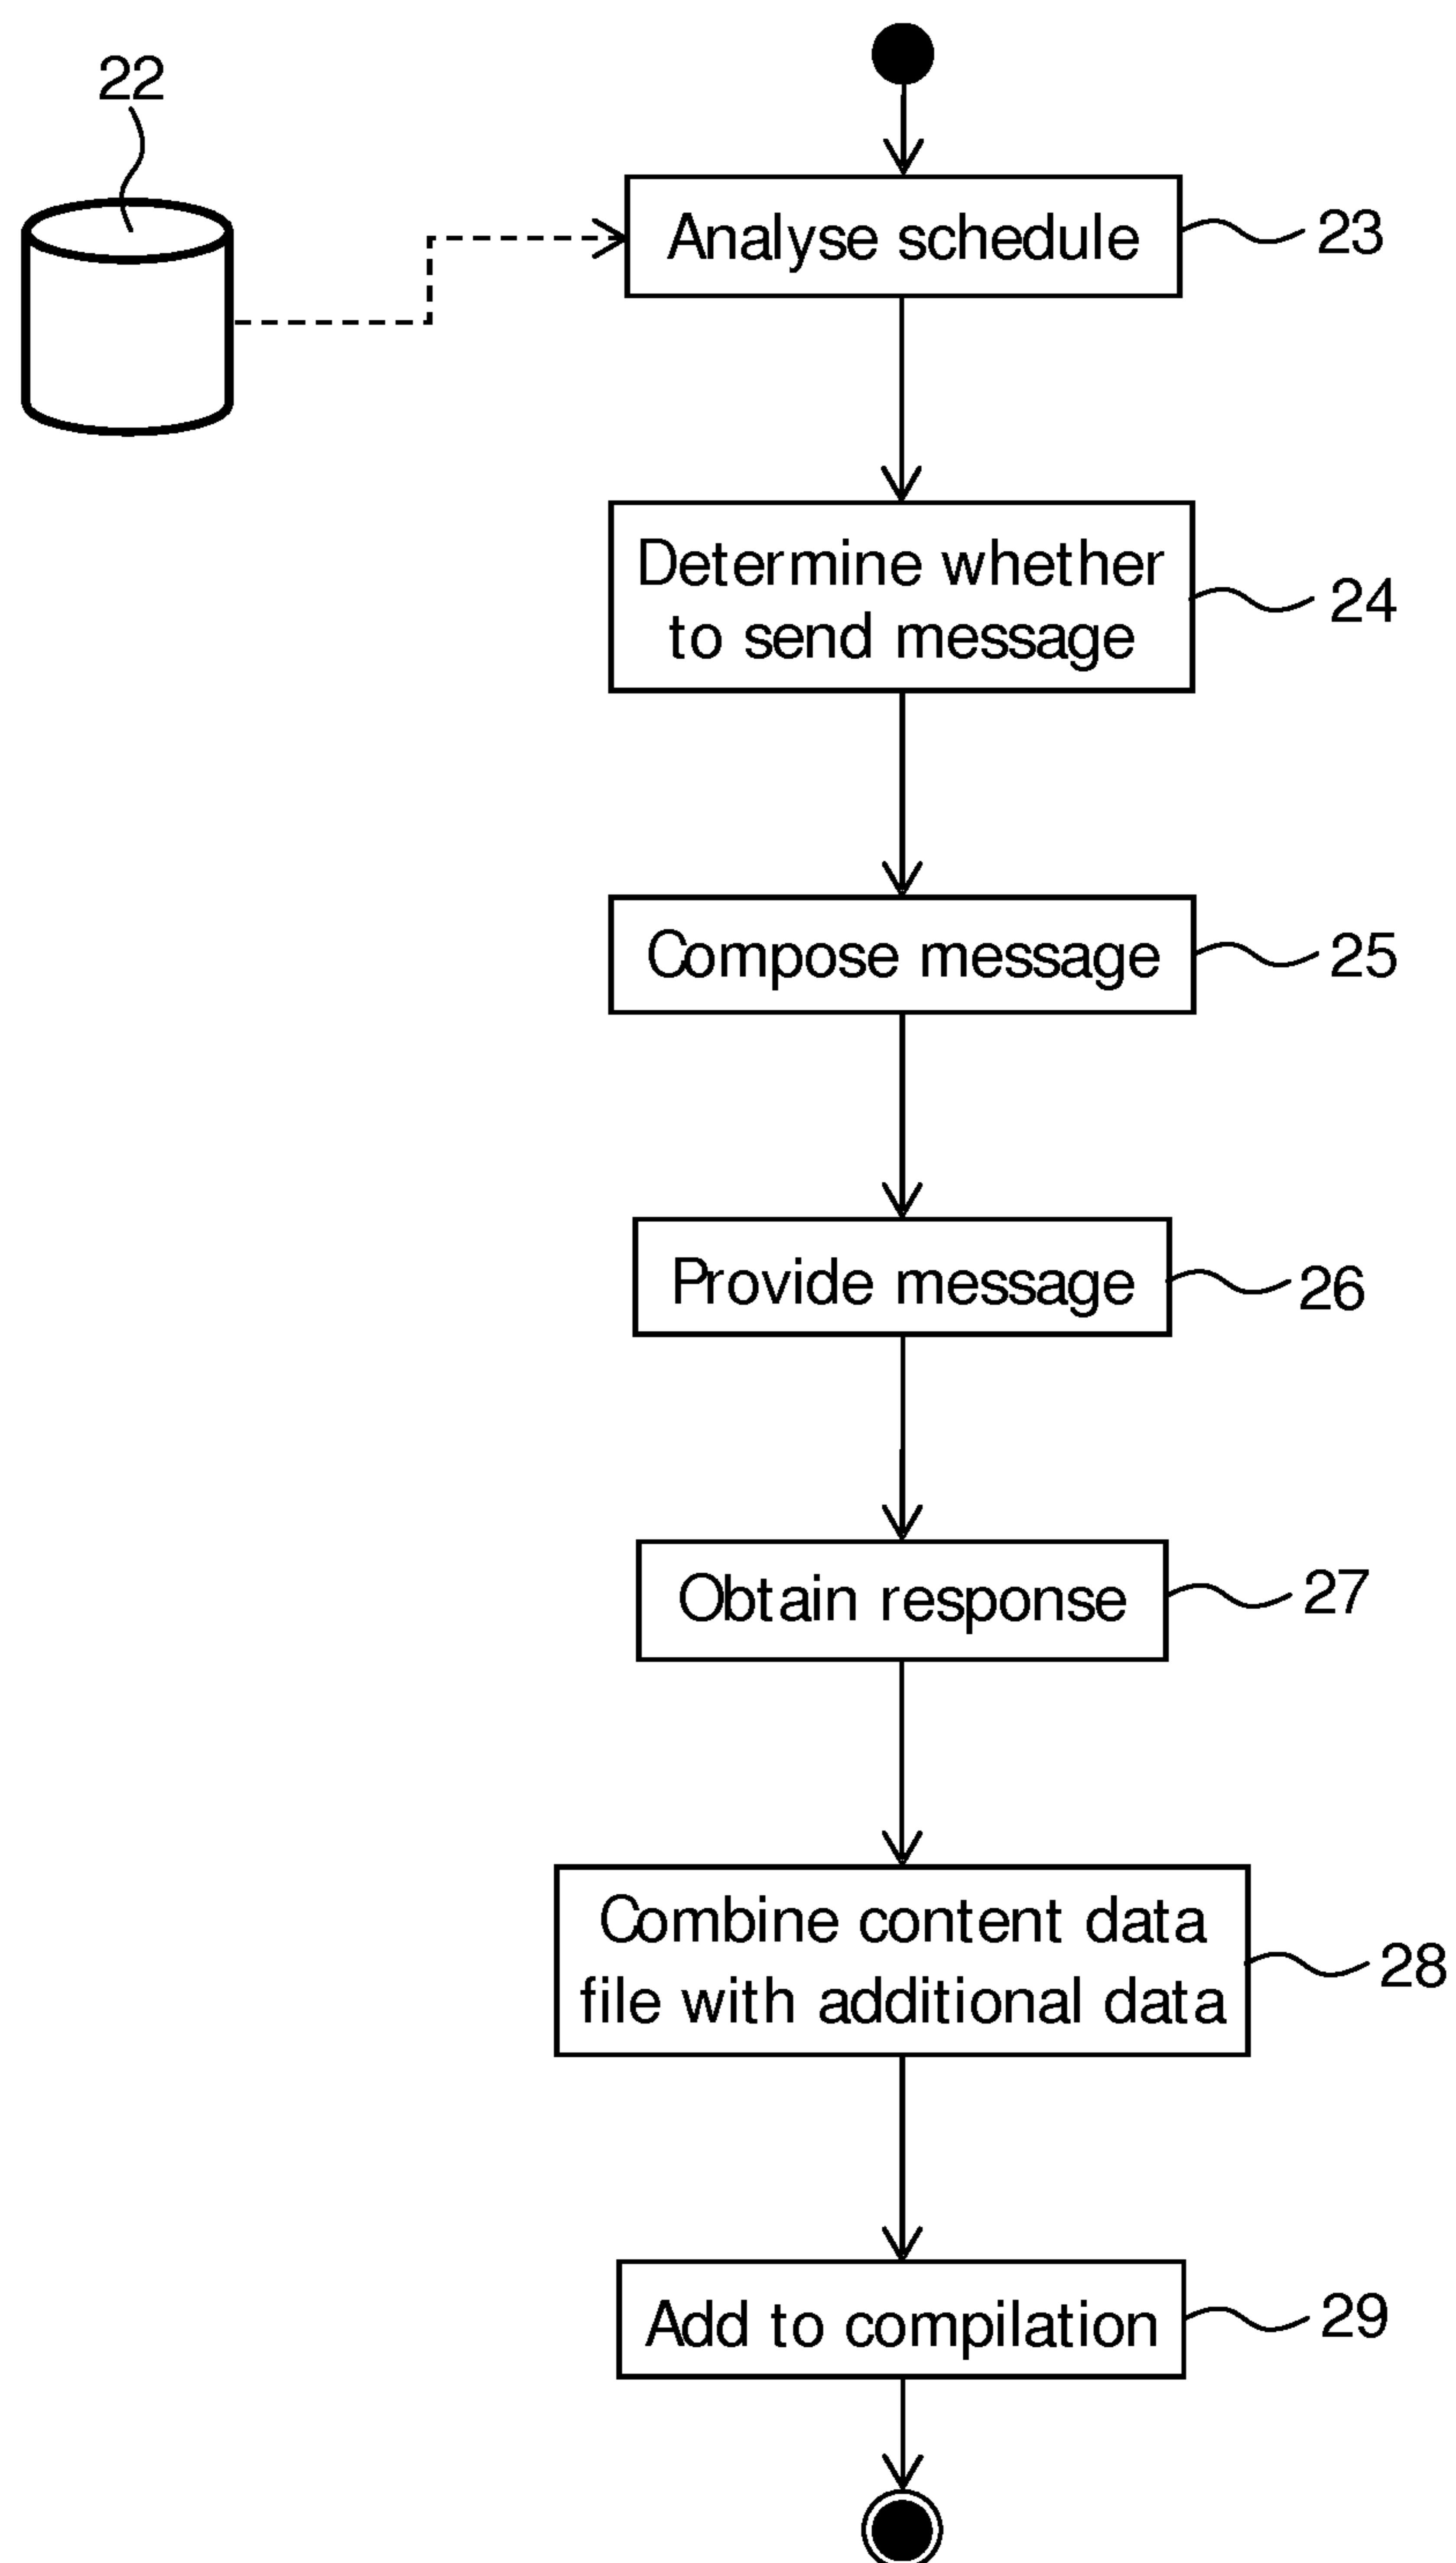 22
Analyse schedule
23
Determine whether
to send message
24
Compose message
25
Provide message
26
Obtain response
27
Combine content data
file with additional data
28
Add to compilation
29